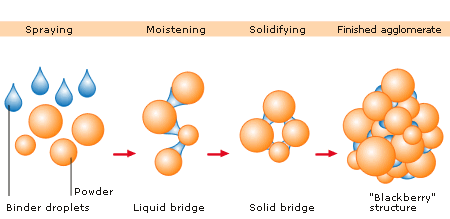 Spraying
Moistening
Solidifying
Finished agglomerate
Powder
Binder droplets
Liquid bridge
Solid bridge
"Blackberry"
structure